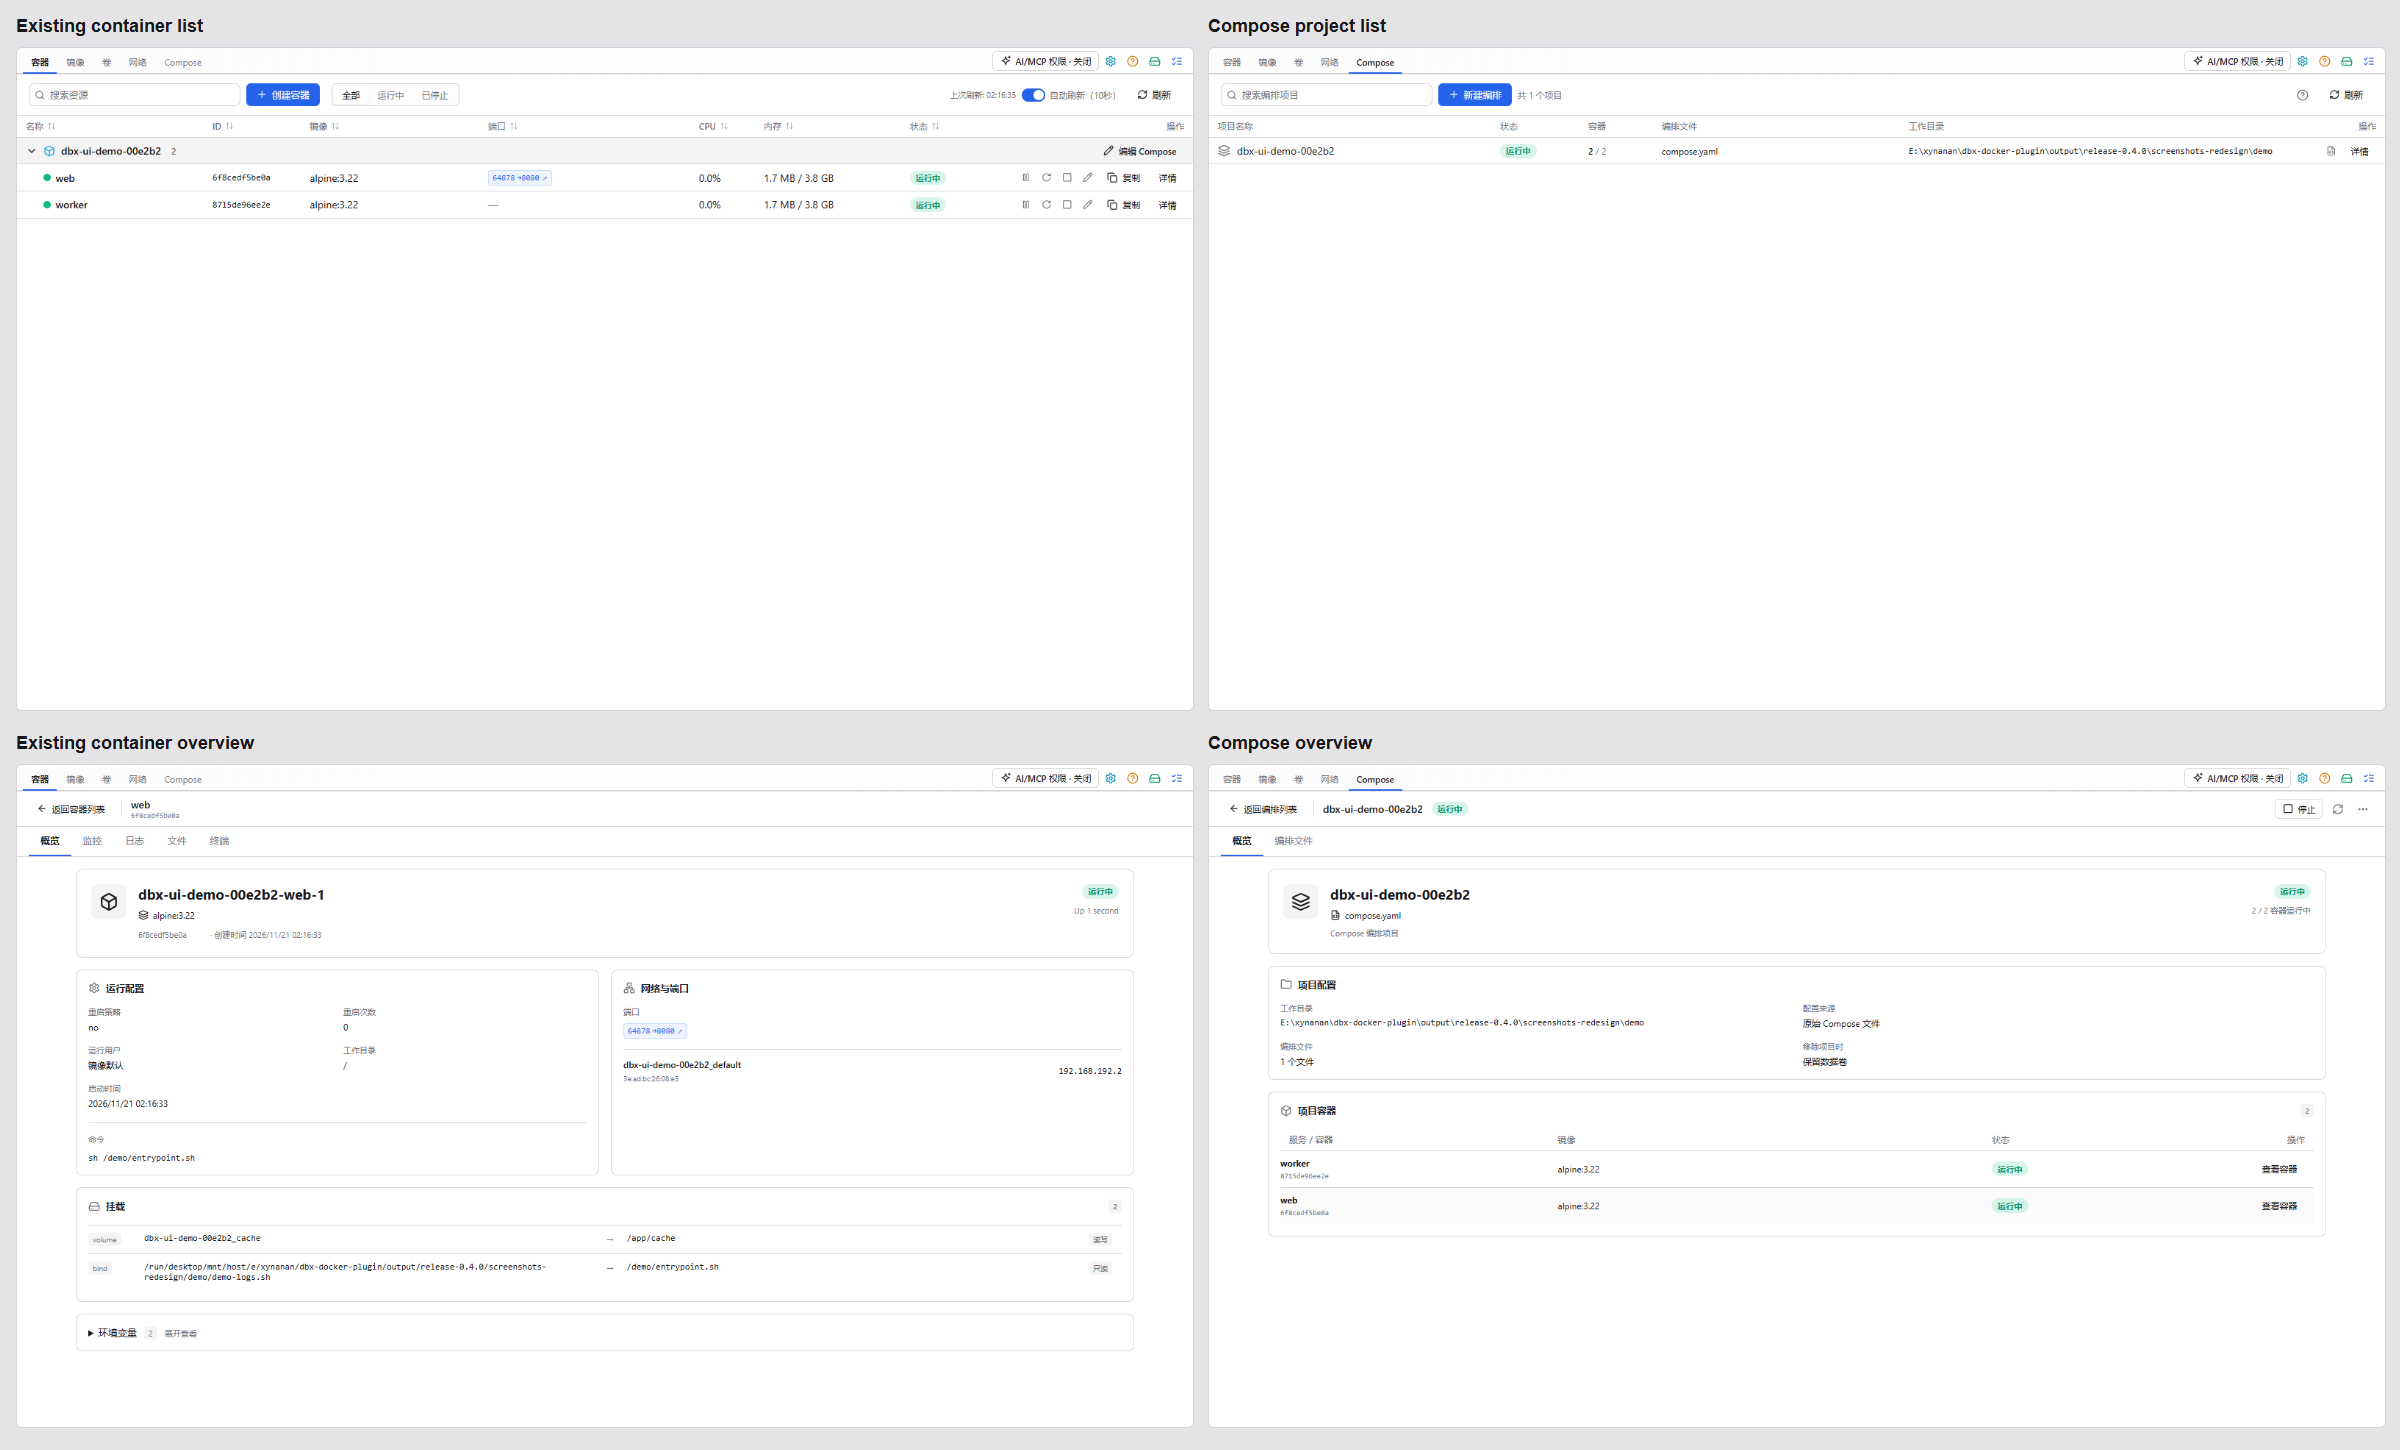 Existing container list
容器 镜像 卷 网络 Compose AI/MCP 权限 · 关闭
搜索资源 创建容器 全部 运行中 已停止 上次刷新: 02:16:35 自动刷新（10秒） 刷新
名称 ID 镜像 端口 CPU 内存 状态 操作
dbx-ui-demo-00e2b2 2 编辑 Compose
web 6f8cedf5be0a alpine:3.22 64878→8080 ↗ 0.0% 1.7 MB / 3.8 GB 运行中 复制 详情
worker 8715de96ee2e alpine:3.22 — 0.0% 1.7 MB / 3.8 GB 运行中 复制 详情
Compose project list
容器 镜像 卷 网络 Compose AI/MCP 权限 · 关闭
搜索编排项目 新建编排 共 1 个项目 刷新
项目名称 状态 容器 编排文件 工作目录 操作
dbx-ui-demo-00e2b2 运行中 2 / 2 compose.yaml E:\xynanan\dbx-docker-plugin\output\release-0.4.0\screenshots-redesign\demo 详情
Existing container overview
容器 镜像 卷 网络 Compose AI/MCP 权限 · 关闭
返回容器列表 web
6f8cedf5be0a
概览 监控 日志 文件 终端
dbx-ui-demo-00e2b2-web-1 运行中
alpine:3.22 Up 1 second
6f8cedf5be0a · 创建时间 2026/11/21 02:16:33
运行配置
重启策略 重启次数
no 0
运行用户 工作目录
镜像默认 /
启动时间
2026/11/21 02:16:33
命令
sh /demo/entrypoint.sh
网络与端口
端口
64878→8080 ↗
dbx-ui-demo-00e2b2_default 192.168.192.2
3e:ad:bc:26:08:e5
挂载 2
volume dbx-ui-demo-00e2b2_cache → /app/cache 读写
bind /run/desktop/mnt/host/e/xynanan/dbx-docker-plugin/output/release-0.4.0/screenshots- → /demo/entrypoint.sh 只读
redesign/demo/demo-logs.sh
环境变量 2 展开查看
Compose overview
容器 镜像 卷 网络 Compose AI/MCP 权限 · 关闭
返回编排列表 dbx-ui-demo-00e2b2 运行中 停止
概览 编排文件
dbx-ui-demo-00e2b2 运行中
compose.yaml 2 / 2 容器运行中
Compose 编排项目
项目配置
工作目录 配置来源
E:\xynanan\dbx-docker-plugin\output\release-0.4.0\screenshots-redesign\demo 原始 Compose 文件
编排文件 移除项目时
1 个文件 保留数据卷
项目容器 2
服务 / 容器 镜像 状态 操作
worker alpine:3.22 运行中 查看容器
8715de96ee2e
web alpine:3.22 运行中 查看容器
6f8cedf5be0a